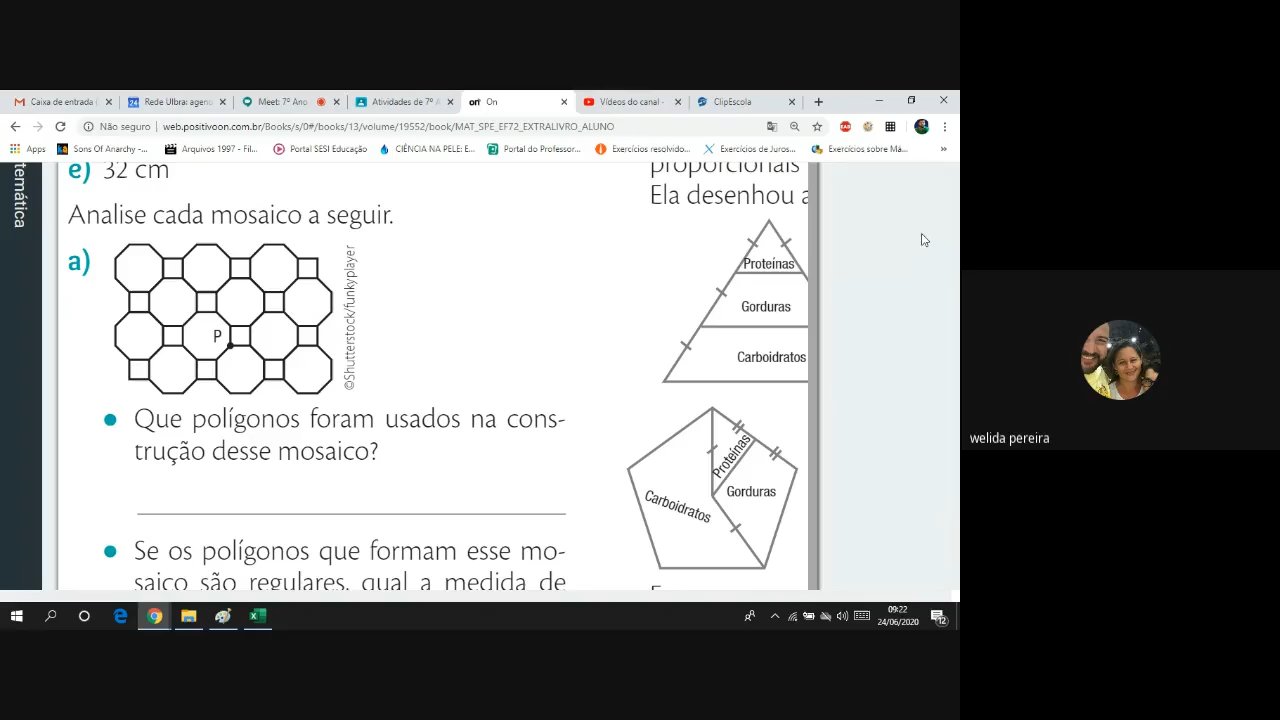 Caixa de entrada
Rede Ulbra: agen
Meet: 7º Ano
Atividades de 7º A
On
Vídeos do canal -
ClipEscola
Não seguro
web.positivoon.com.br/Books/s/0#/books/13/volume/19552/book/MAT_SPE_EF72_EXTRALIVRO_ALUNO
Apps
Sons Of Anarchy -...
Arquivos 1997 - Fil...
Portal SESI Educação
CIÊNCIA NA PELE: E...
Portal do Professor...
Exercícios resolvido...
Exercícios de Juros...
Exercícios sobre Má...
»
temática
e) 32 cm
Analise cada mosaico a seguir.
a)
P
©Shutterstock/funkyplayer
• Que polígonos foram usados na cons-
trução desse mosaico?
• Se os polígonos que formam esse mo-
saico são regulares, qual a medida de
proporcionais
Ela desenhou a
Proteínas
Gorduras
Carboidratos
Proteínas
Gorduras
Carboidratos
welida pereira
09:22
24/06/2020
12